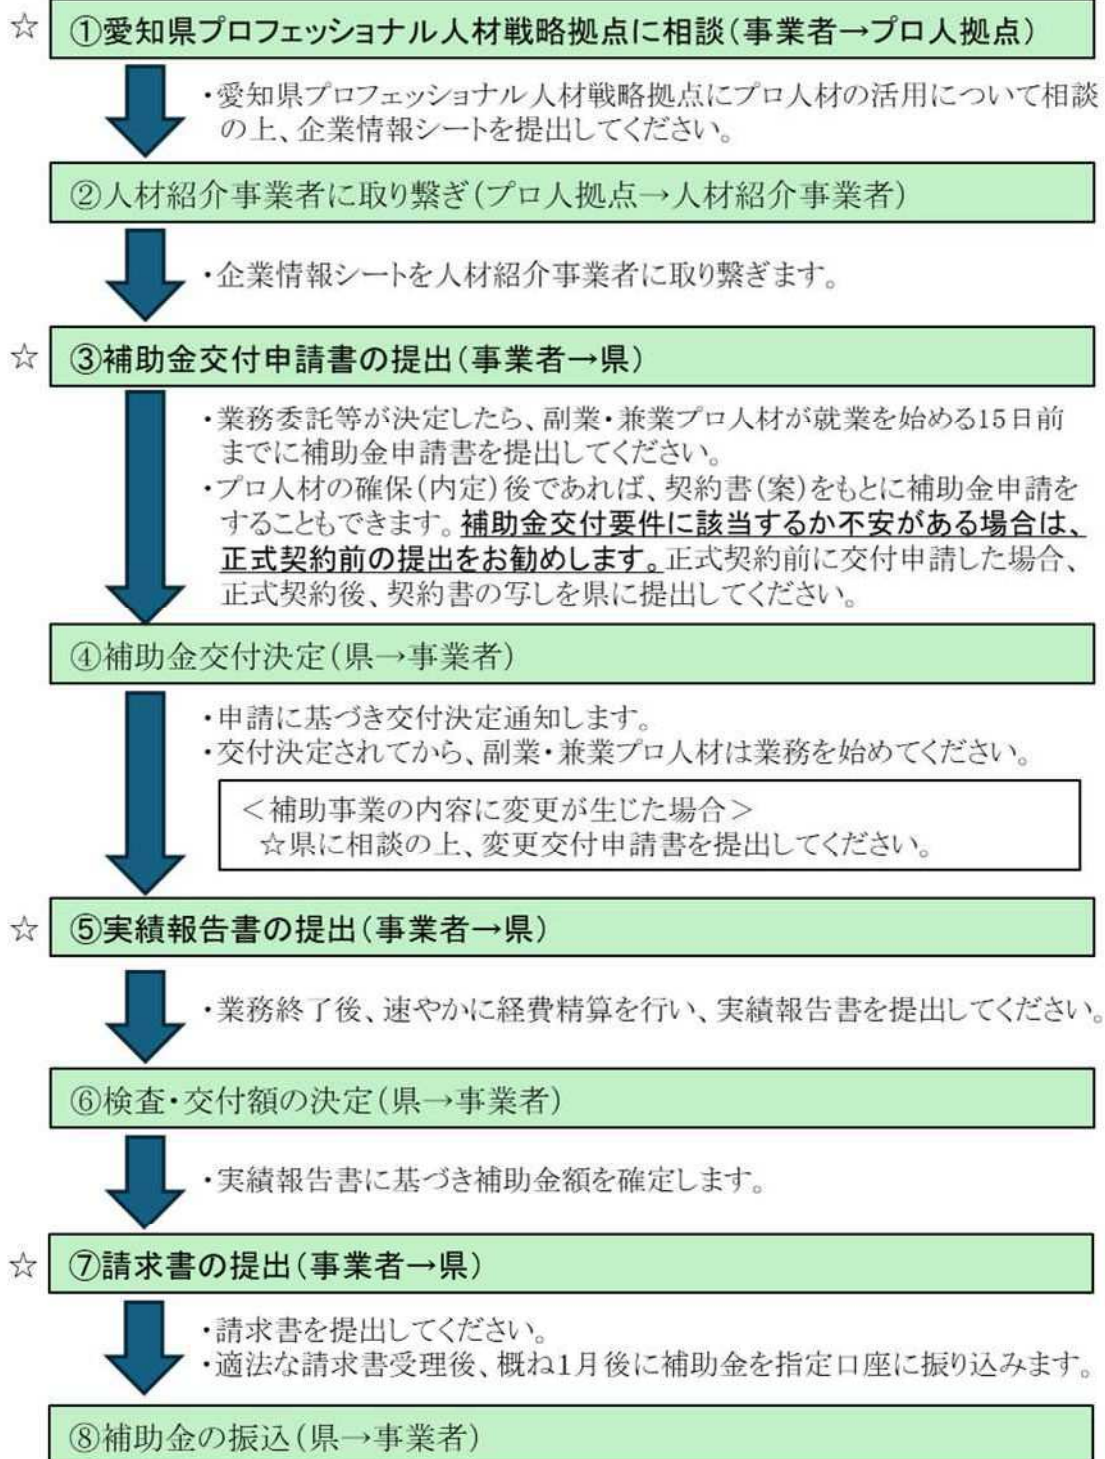 ☆ ①愛知県プロフェッショナル人材戦略拠点に相談(事業者→プロ人拠点)
・愛知県プロフェッショナル人材戦略拠点にプロ人材の活用について相談
の上、企業情報シートを提出してください。
②人材紹介事業者に取り繋ぎ(プロ人拠点→人材紹介事業者)
・企業情報シートを人材紹介事業者に取り繋ぎます。
☆ ③補助金交付申請書の提出(事業者→県)
・業務委託等が決定したら、副業・兼業プロ人材が就業を始める15日前
までに補助金申請書を提出してください。
・プロ人材の確保(内定)後であれば、契約書(案)をもとに補助金申請を
することもできます。補助金交付要件に該当するか不安がある場合は、
正式契約前の提出をお勧めします。正式契約前に交付申請した場合、
正式契約後、契約書の写しを県に提出してください。
④補助金交付決定(県→事業者)
・申請に基づき交付決定通知します。
・交付決定されてから、副業・兼業プロ人材は業務を始めてください。
<補助事業の内容に変更が生じた場合>
☆県に相談の上、変更交付申請書を提出してください。
☆ ⑤実績報告書の提出(事業者→県)
・業務終了後、速やかに経費精算を行い、実績報告書を提出してください。
⑥検査・交付額の決定(県→事業者)
・実績報告書に基づき補助金額を確定します。
☆ ⑦請求書の提出(事業者→県)
・請求書を提出してください。
・適法な請求書受理後、概ね1月後に補助金を指定口座に振り込みます。
⑧補助金の振込(県→事業者)